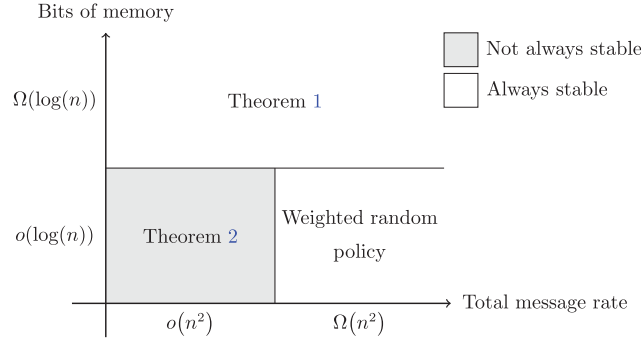 Bits of memory
Not always stable
Always stable
Ω(log(n))
Theorem 1
o(log(n))
Theorem 2
Weighted random
policy
Total message rate
o(n²)
Ω(n²)